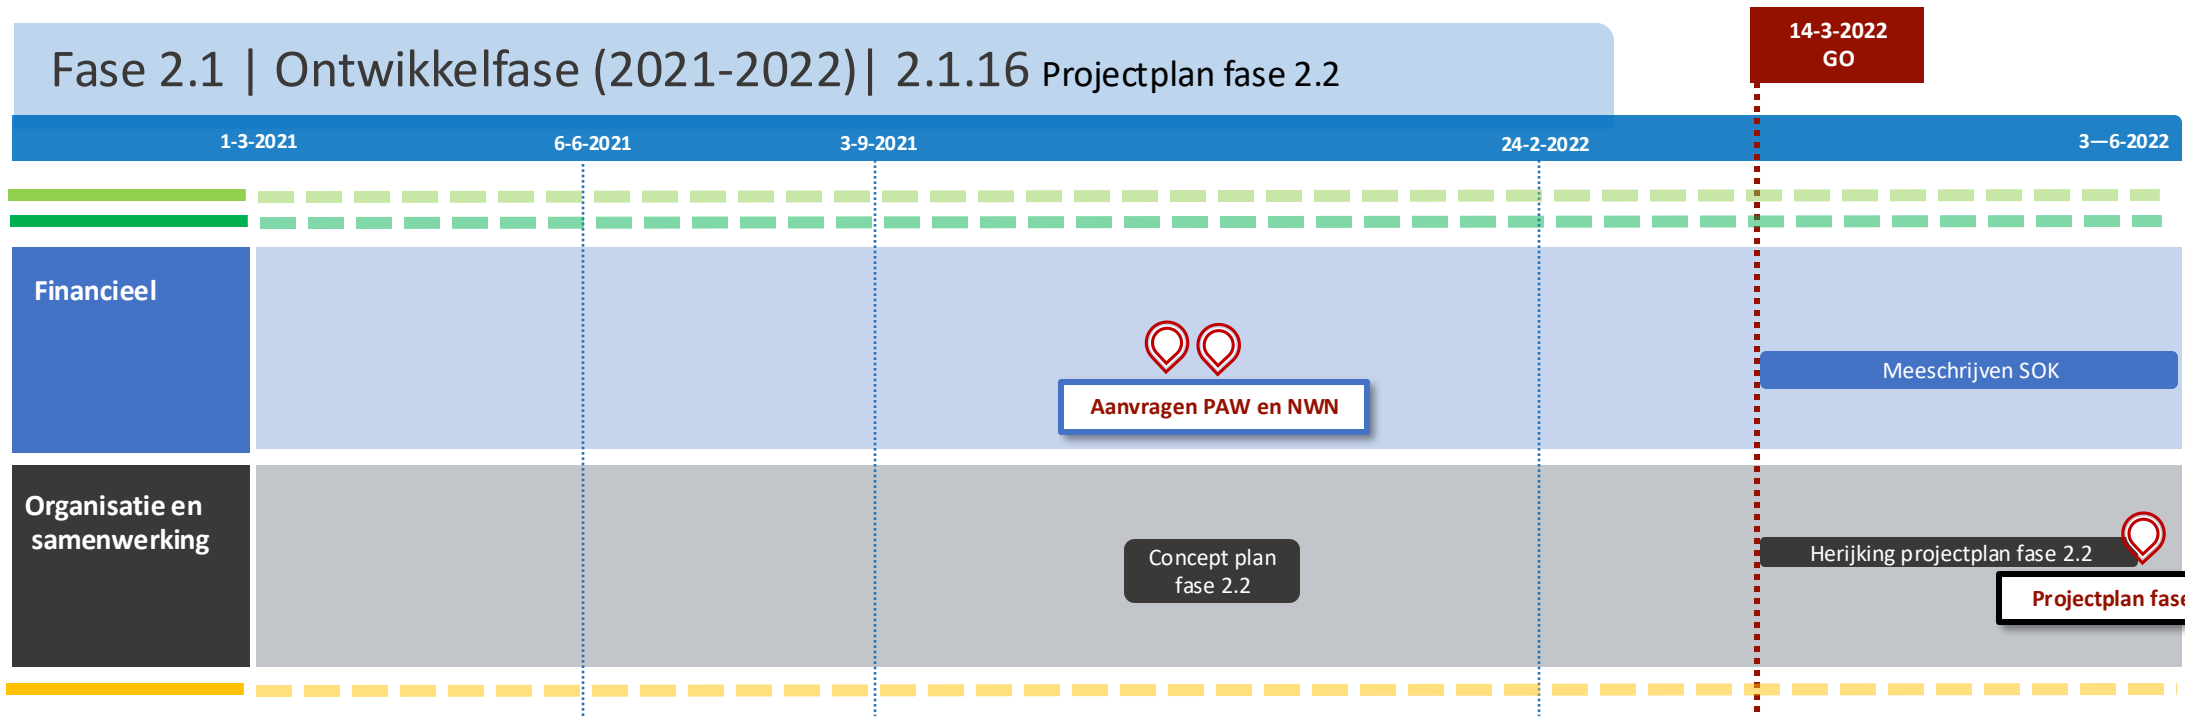 14-3-2022
GO
Fase 2.1 | Ontwikkelfase (2021-2022)| 2.1.16 Projectplan fase 2.2
1-3-2021
6-6-2021
3-9-2021
24-2-2022
3—6-2022
Financieel
Aanvragen PAW en NWN
Meeschrijven SOK
Organisatie en
samenwerking
Concept plan
fase 2.2
Herijking projectplan fase 2.2
Projectplan fase